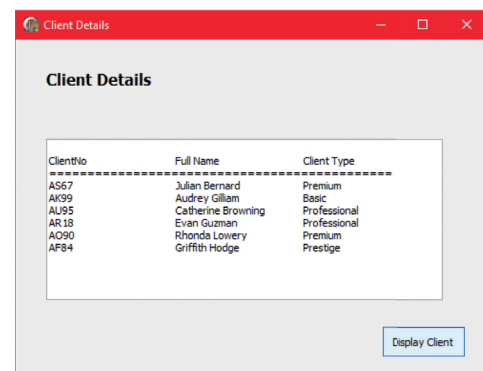 Client Details
Client Details
ClientNo Full Name Client Type
==============================================
AS67 Julian Bernard Premium
AK99 Audrey Gilliam Basic
AU95 Catherine Browning Professional
AR18 Evan Guzman Professional
AO90 Rhonda Lowery Premium
AF84 Griffith Hodge Prestige
Display Client